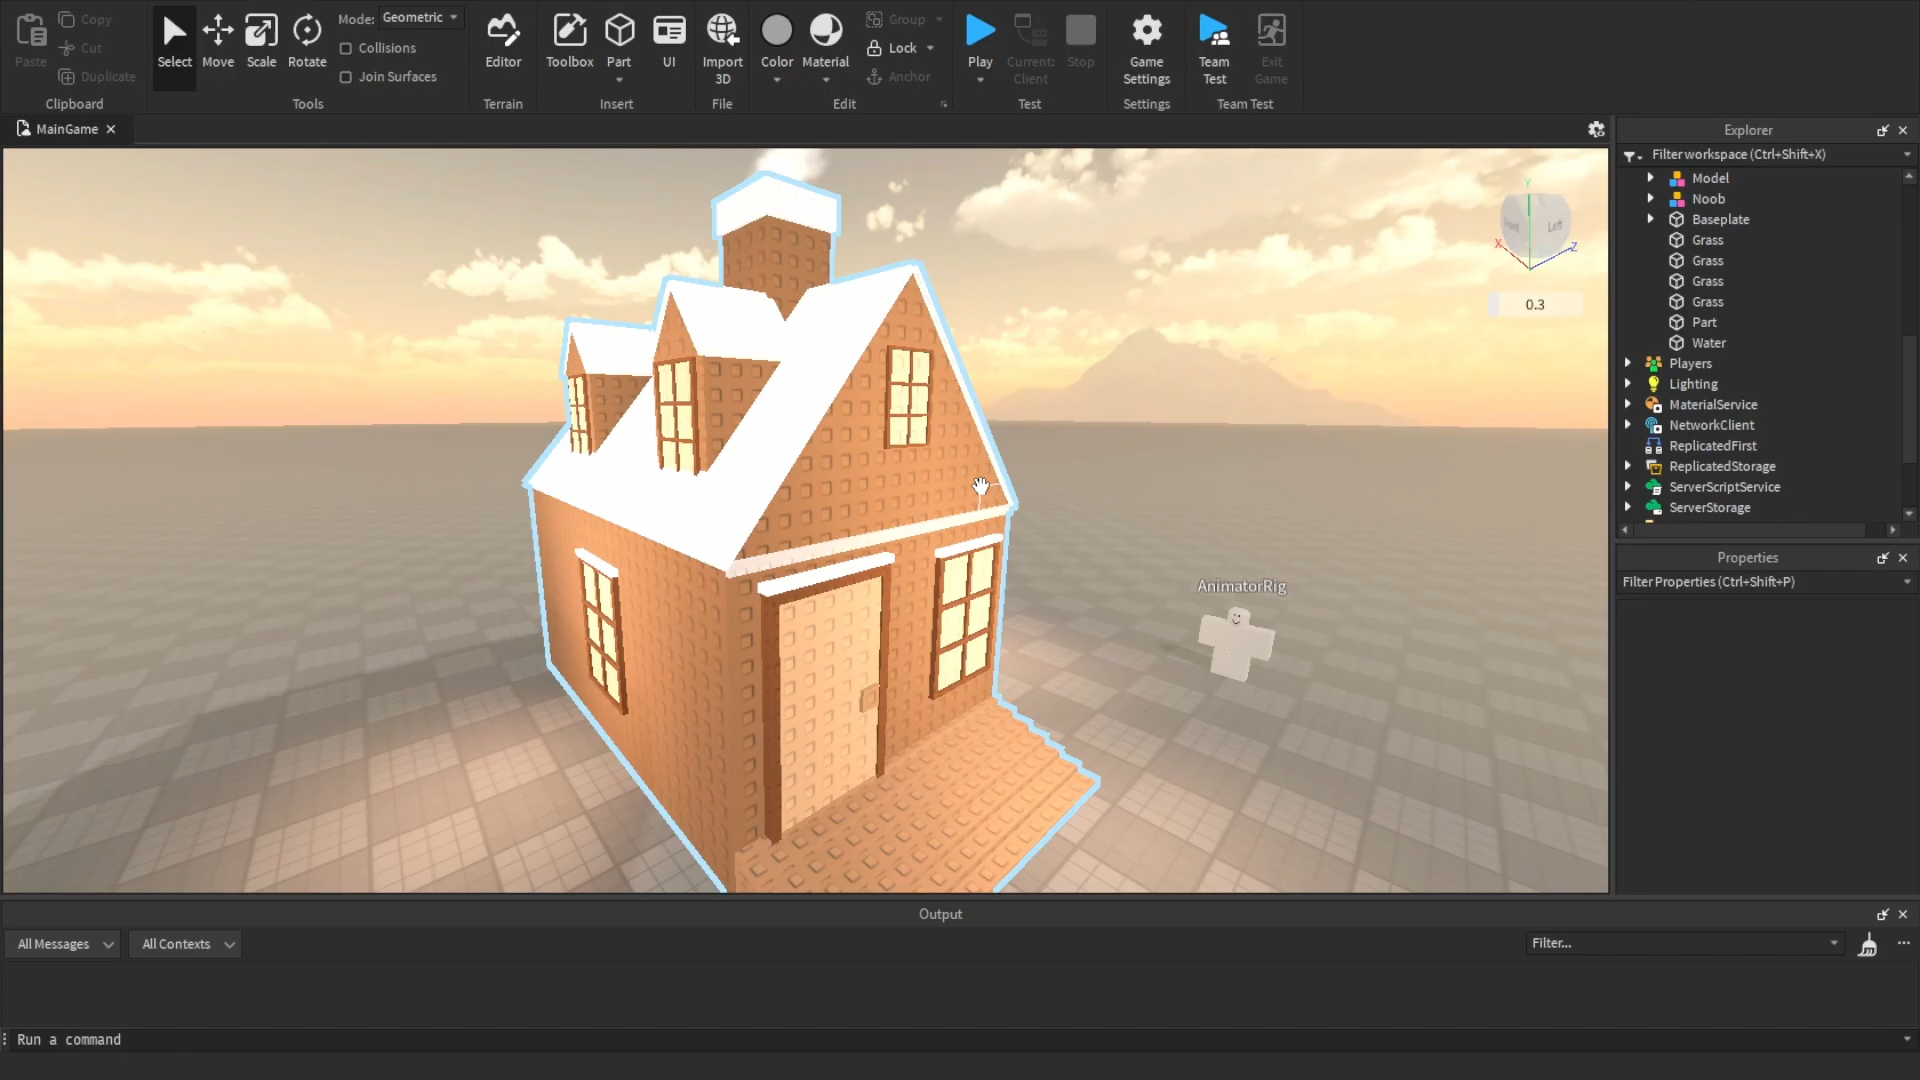 Paste
Copy
Cut
Duplicate
Clipboard
Select
Move
Scale
Rotate
Mode: Geometric
Collisions
Join Surfaces
Tools
Editor
Terrain
Toolbox
Part
UI
Insert
Import
3D
File
Color
Material
Group
Lock
Anchor
Edit
Play
Current:
Client
Stop
Test
Game
Settings
Settings
Team
Test
Exit
Game
Team Test
MainGame
Explorer
Filter workspace (Ctrl+Shift+X)
Model
Noob
Baseplate
Grass
Grass
Grass
Grass
Part
Water
Players
Lighting
MaterialService
NetworkClient
ReplicatedFirst
ReplicatedStorage
ServerScriptService
ServerStorage
Y
Left
X
Z
0.3
AnimatorRig
Properties
Filter Properties (Ctrl+Shift+P)
Output
All Messages
All Contexts
Filter...
Run a command